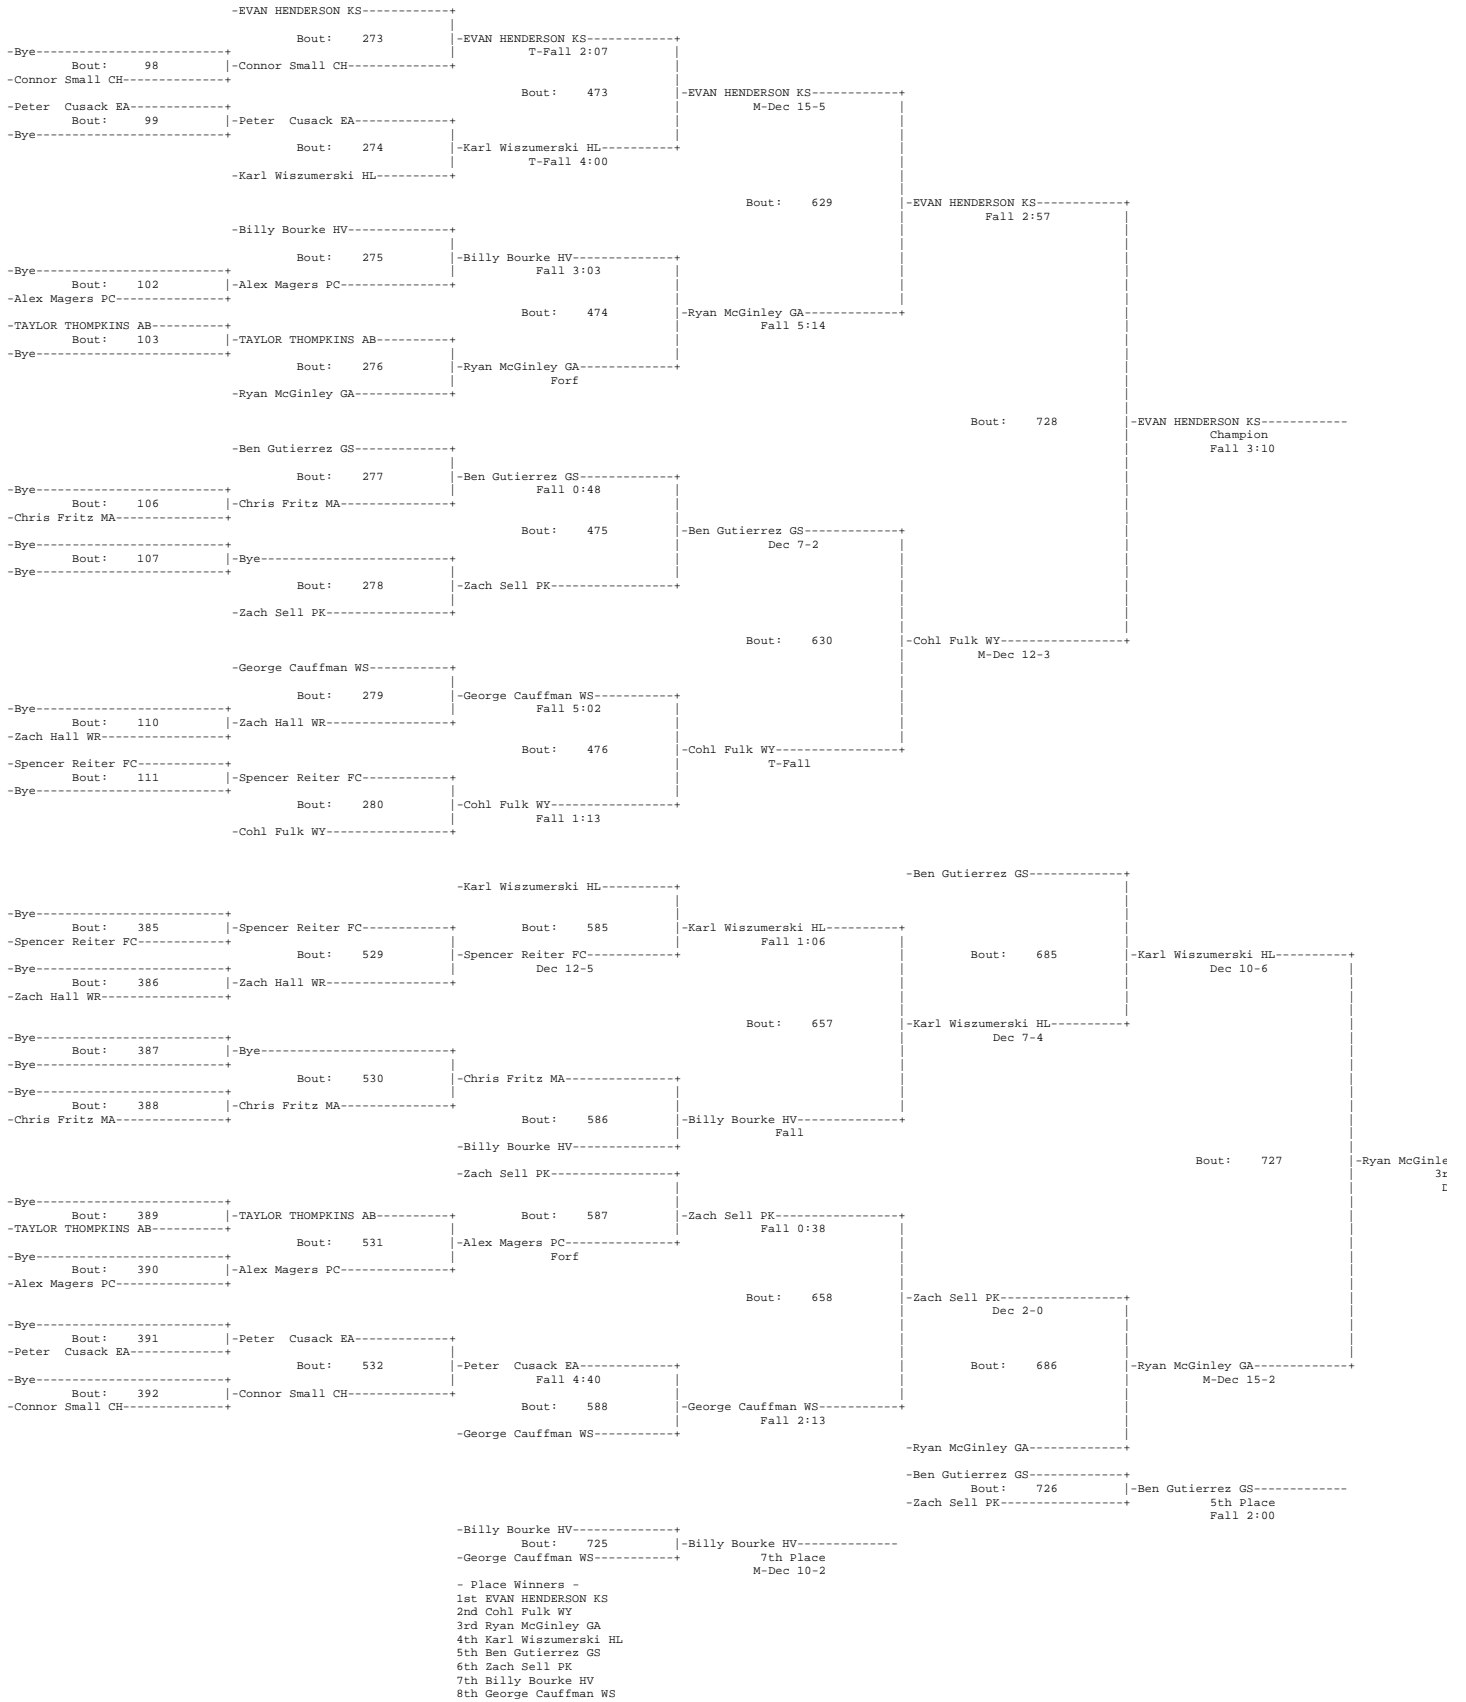 -EVAN HENDERSON KS------------+
Bout: 273 |-EVAN HENDERSON KS------------+
-Bye--------------------------+ T-Fall 2:07
Bout: 98 |-Connor Small CH--------------+
-Connor Small CH--------------+
Bout: 473 |-EVAN HENDERSON KS------------+
-Peter  Cusack EA-------------+ M-Dec 15-5
Bout: 99 |-Peter  Cusack EA-------------+
-Bye--------------------------+
Bout: 274 |-Karl Wiszumerski HL----------+
T-Fall 4:00
-Karl Wiszumerski HL----------+
Bout: 629 |-EVAN HENDERSON KS------------+
Fall 2:57
-Billy Bourke HV--------------+
Bout: 275 |-Billy Bourke HV--------------+
-Bye--------------------------+ Fall 3:03
Bout: 102 |-Alex Magers PC---------------+
-Alex Magers PC---------------+
Bout: 474 |-Ryan McGinley GA-------------+
-TAYLOR THOMPKINS AB----------+ Fall 5:14
Bout: 103 |-TAYLOR THOMPKINS AB----------+
-Bye--------------------------+
Bout: 276 |-Ryan McGinley GA-------------+
Forf
-Ryan McGinley GA-------------+
Bout: 728 |-EVAN HENDERSON KS------------
Champion
-Ben Gutierrez GS-------------+ Fall 3:10
Bout: 277 |-Ben Gutierrez GS-------------+
-Bye--------------------------+ Fall 0:48
Bout: 106 |-Chris Fritz MA---------------+
-Chris Fritz MA---------------+
Bout: 475 |-Ben Gutierrez GS-------------+
-Bye--------------------------+ Dec 7-2
Bout: 107 |-Bye--------------------------+
-Bye--------------------------+
Bout: 278 |-Zach Sell PK-----------------+
-Zach Sell PK-----------------+
Bout: 630 |-Cohl Fulk WY-----------------+
M-Dec 12-3
-George Cauffman WS-----------+
Bout: 279 |-George Cauffman WS-----------+
-Bye--------------------------+ Fall 5:02
Bout: 110 |-Zach Hall WR-----------------+
-Zach Hall WR-----------------+
Bout: 476 |-Cohl Fulk WY-----------------+
-Spencer Reiter FC------------+ T-Fall
Bout: 111 |-Spencer Reiter FC------------+
-Bye--------------------------+
Bout: 280 |-Cohl Fulk WY-----------------+
Fall 1:13
-Cohl Fulk WY-----------------+
-Ben Gutierrez GS-------------+
-Karl Wiszumerski HL----------+
-Bye--------------------------+
Bout: 385 |-Spencer Reiter FC------------+ Bout: 585 |-Karl Wiszumerski HL----------+
-Spencer Reiter FC------------+ Fall 1:06
Bout: 529 |-Spencer Reiter FC------------+ Bout: 685 |-Karl Wiszumerski HL----------+
-Bye--------------------------+ Dec 12-5 Dec 10-6
Bout: 386 |-Zach Hall WR-----------------+
-Zach Hall WR-----------------+
Bout: 657 |-Karl Wiszumerski HL----------+
-Bye--------------------------+ Dec 7-4
Bout: 387 |-Bye--------------------------+
-Bye--------------------------+
Bout: 530 |-Chris Fritz MA---------------+
-Bye--------------------------+
Bout: 388 |-Chris Fritz MA---------------+
-Chris Fritz MA---------------+ Bout: 586 |-Billy Bourke HV--------------+
Fall
-Billy Bourke HV--------------+
Bout: 727 |-Ryan McGinle
-Zach Sell PK-----------------+ 3r
-Bye--------------------------+
Bout: 389 |-TAYLOR THOMPKINS AB----------+ Bout: 587 |-Zach Sell PK-----------------+
-TAYLOR THOMPKINS AB----------+ Fall 0:38
Bout: 531 |-Alex Magers PC---------------+
-Bye--------------------------+ Forf
Bout: 390 |-Alex Magers PC---------------+
-Alex Magers PC---------------+
Bout: 658 |-Zach Sell PK-----------------+
Dec 2-0
-Bye--------------------------+
Bout: 391 |-Peter  Cusack EA-------------+
-Peter  Cusack EA-------------+
Bout: 532 |-Peter  Cusack EA-------------+ Bout: 686 |-Ryan McGinley GA-------------+
-Bye--------------------------+ Fall 4:40 M-Dec 15-2
Bout: 392 |-Connor Small CH--------------+
-Connor Small CH--------------+ Bout: 588 |-George Cauffman WS-----------+
Fall 2:13
-George Cauffman WS-----------+
-Ryan McGinley GA-------------+
-Ben Gutierrez GS-------------+
Bout: 726 |-Ben Gutierrez GS-------------
-Zach Sell PK-----------------+ 5th Place
Fall 2:00
-Billy Bourke HV--------------+
Bout: 725 |-Billy Bourke HV--------------
-George Cauffman WS-----------+ 7th Place
M-Dec 10-2
- Place Winners -
1st EVAN HENDERSON KS
2nd Cohl Fulk WY
3rd Ryan McGinley GA
4th Karl Wiszumerski HL
5th Ben Gutierrez GS
6th Zach Sell PK
7th Billy Bourke HV
8th George Cauffman WS